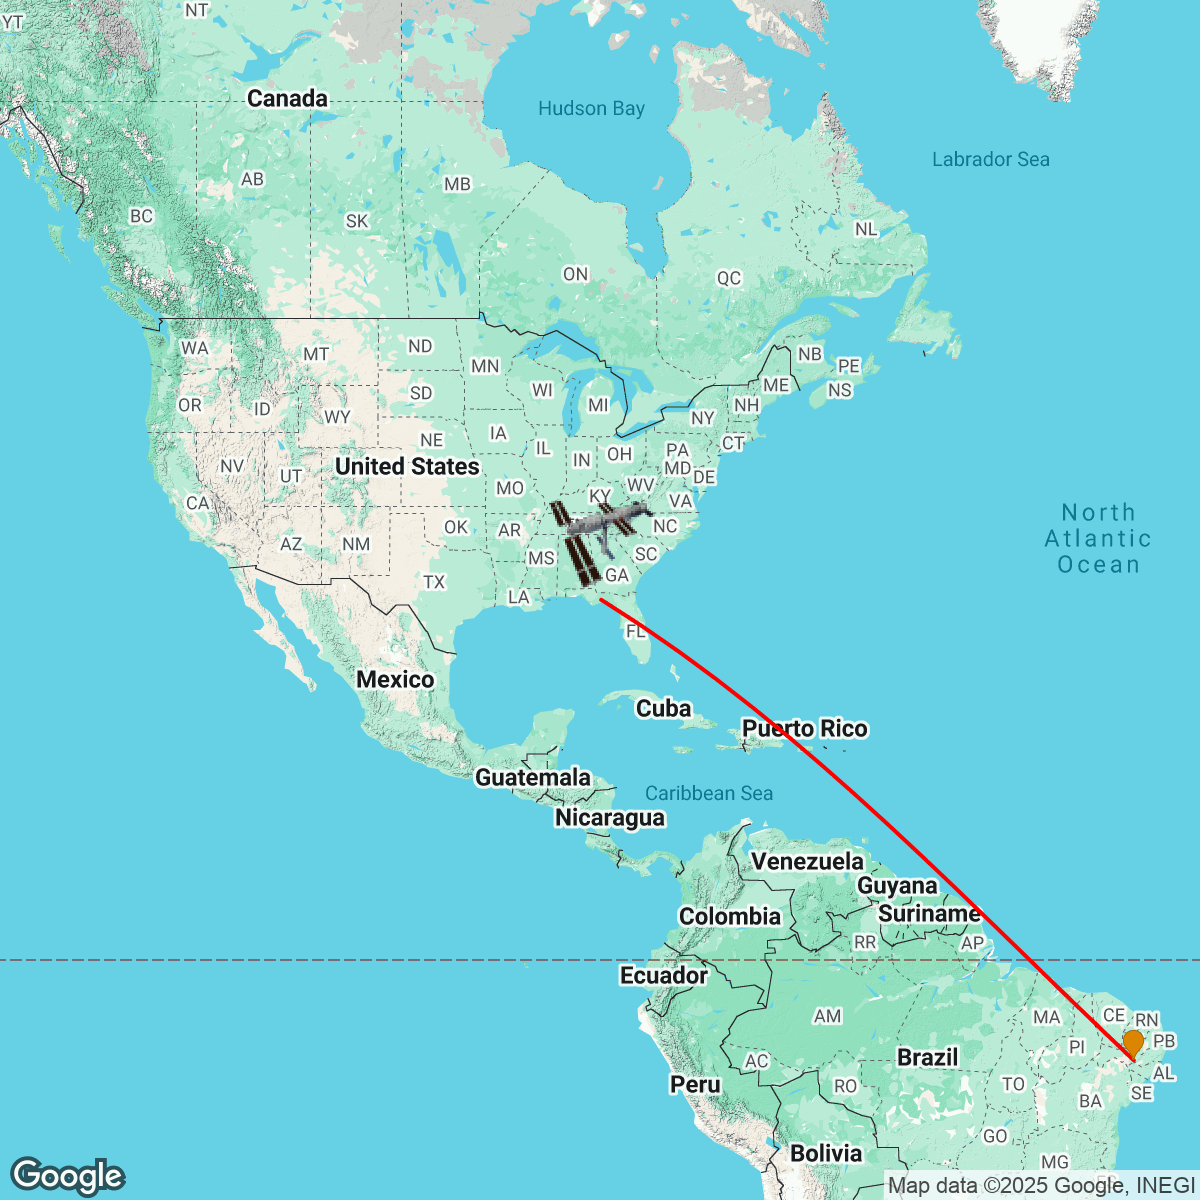 NT
YT
Canada
Hudson Bay
Labrador Sea
AB
MB
BC
SK
NL
ON
QC
WA
MT
ND
MN
NB
PE
ME
NS
OR
ID
WY
SD
WI
MI
NH
NY
IA
NE
IL
IN
OH
PA
CT
NV
UT
United States
MD
DE
CA
MO
KY
WV
VA
AZ
NM
OK
AR
NC
North
Atlantic
Ocean
MS
SC
TX
GA
LA
FL
Mexico
Cuba
Puerto Rico
Guatemala
Caribbean Sea
Nicaragua
Venezuela
Guyana
Colombia
Suriname
RR
AP
Ecuador
AM
MA
CE
RN
PI
PB
AC
Brazil
Peru
RO
TO
AL
BA
SE
GO
Bolivia
MG
Google
Map data ©2025 Google, INEGI